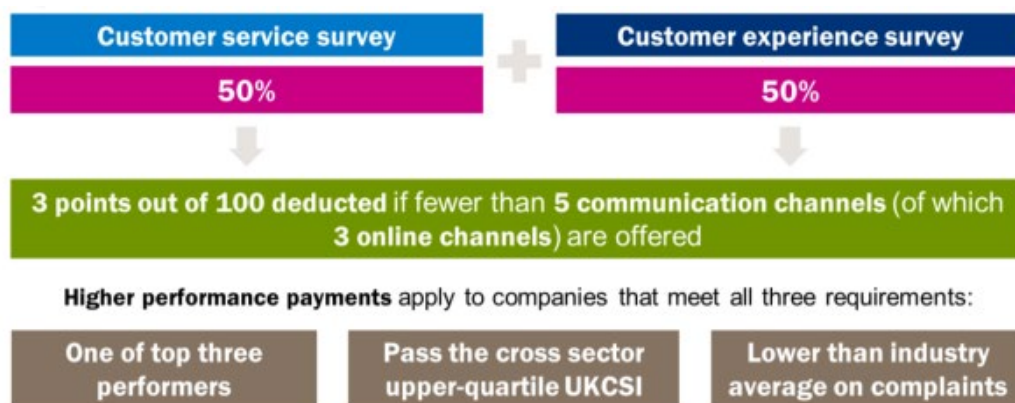 Customer service survey
Customer experience survey
50%
50%
3 points out of 100 deducted if fewer than 5 communication channels (of which
3 online channels) are offered
Higher performance payments apply to companies that meet all three requirements:
One of top three
performers
Pass the cross sector
upper-quartile UKCSI
Lower than industry
average on complaints